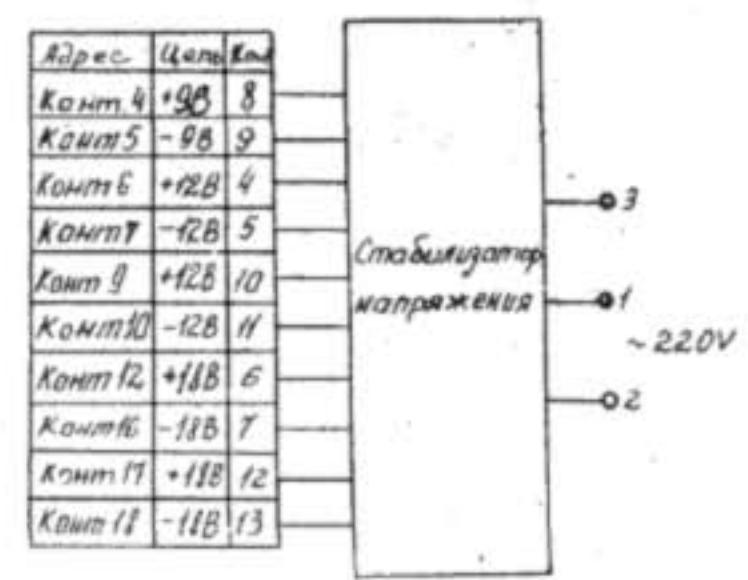 Адрес Цепь Кон
Конт. 4 +9В 8
Конт 5 -9В 9
Конт 6 +12В 4
Конт 7 -12В 5
Конт 9 +12В 10
Конт 10 -12В 11
Конт 12 +18В 6
Конт 16 -18В 7
Конт 17 +18В 12
Конт 18 -18В 13
Стабилизатор
напряжения
3
1
~220V
2